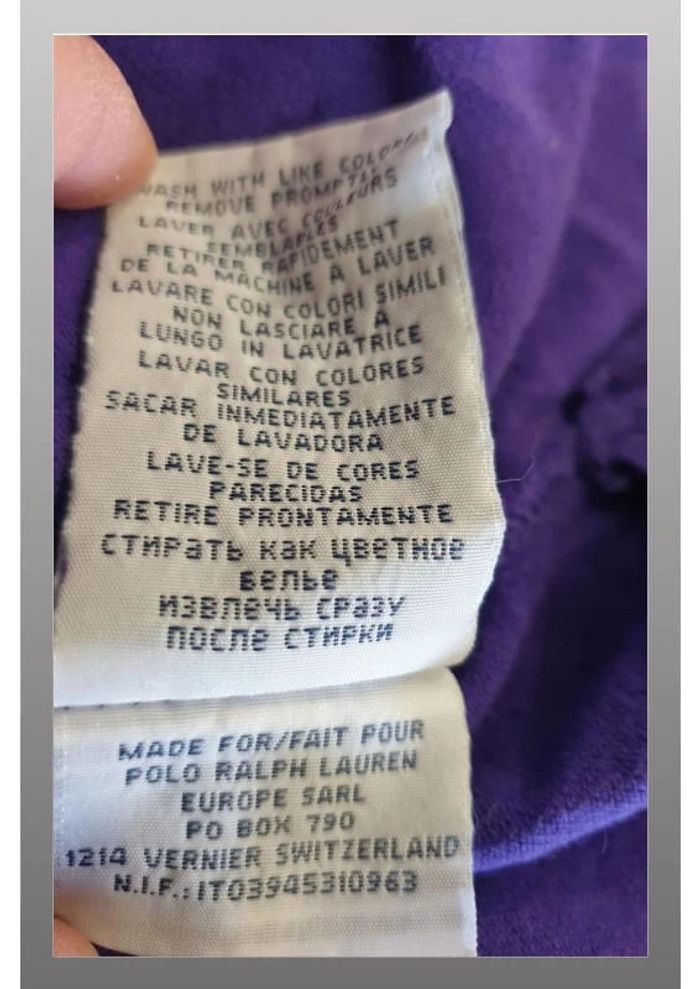 WASH WITH LIKE COLORS
REMOVE PROMPTLY
LAVER AVEC COULEURS
SEMBLABLES
RETIRER RAPIDEMENT
DE LA MACHINE A LAVER
LAVARE CON COLORI SIMILI
NON LASCIARE A
LUNGO IN LAVATRICE
LAVAR CON COLORES
SIMILARES
SACAR INMEDIATAMENTE
DE LAVADORA
LAVE-SE DE CORES
PARECIDAS
RETIRE PRONTAMENTE
СТИРАТЬ КАК ЦВЕТНОЕ
БЕЛЬЕ
ИЗВЛЕЧЬ СРАЗУ
ПОСЛЕ СТИРКИ
MADE FOR/FAIT POUR
POLO RALPH LAUREN
EUROPE SARL
PO BOX 790
1214 VERNIER SWITZERLAND
N.I.F.: IT03945310963